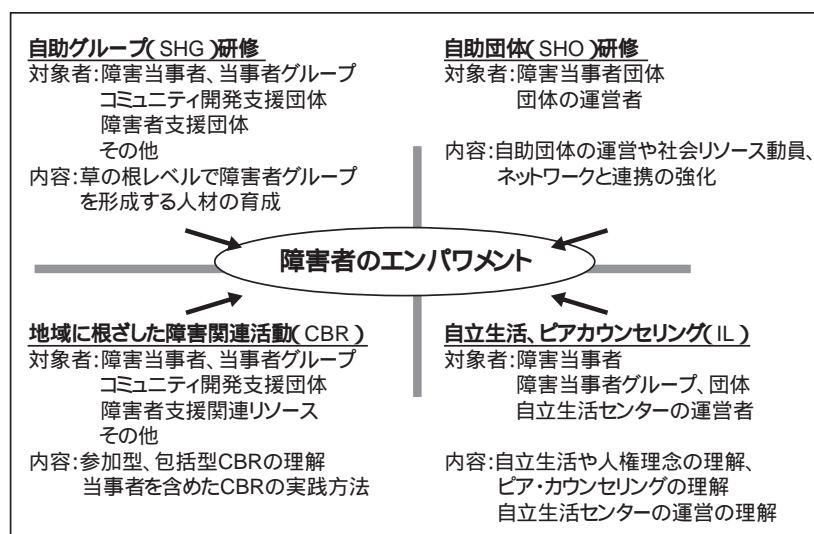 自助グループ(SHG)研修
対象者:障害当事者、当事者グループ
コミュニティ開発支援団体
障害者支援団体
その他
内容:草の根レベルで障害者グループ
を形成する人材の育成
自助団体(SHO)研修
対象者:障害当事者団体
団体の運営者
内容:自助団体の運営や社会リソース動員、
ネットワークと連携の強化
障害者のエンパワメント
地域に根ざした障害関連活動(CBR)
対象者:障害当事者、当事者グループ
コミュニティ開発支援団体
障害者支援関連リソース
その他
内容:参加型、包括型CBRの理解
当事者を含めたCBRの実践方法
自立生活、ピアカウンセリング(IL)
対象者:障害当事者
障害当事者グループ、団体
自立生活センターの運営者
内容:自立生活や人権理念の理解、
ピア・カウンセリングの理解
自立生活センターの運営の理解